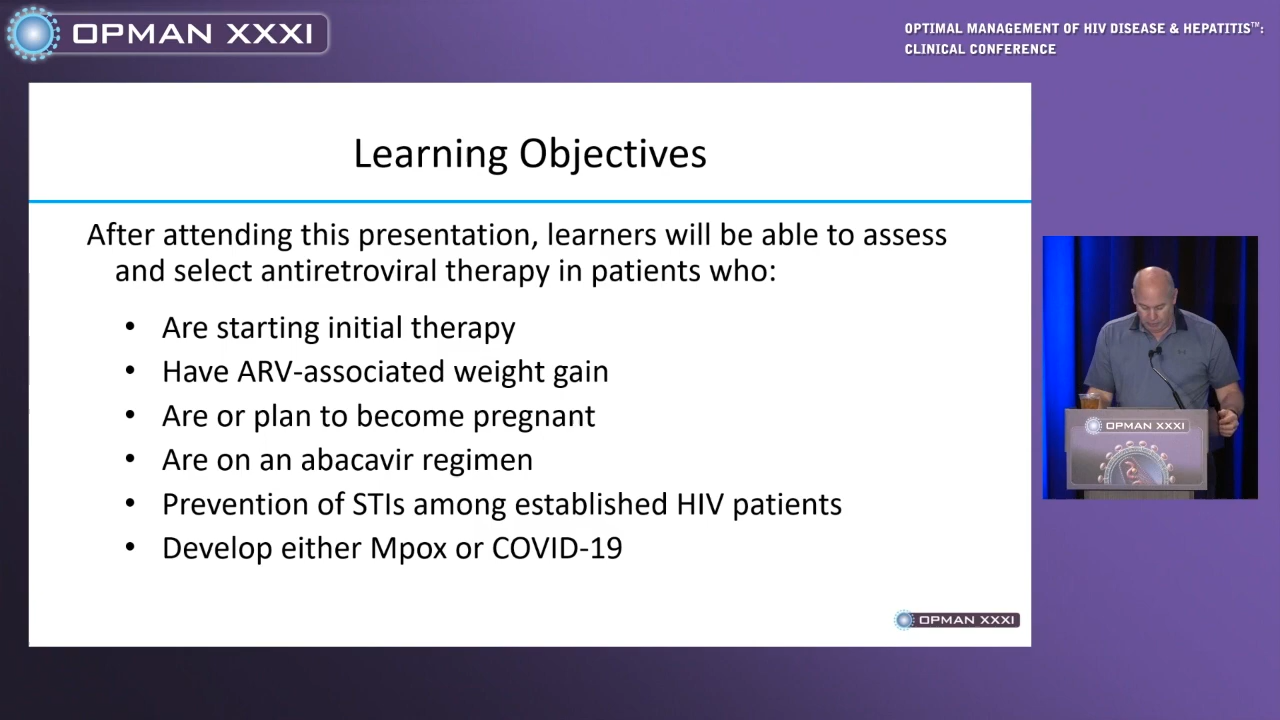 OPMAN XXXI
OPTIMAL MANAGEMENT OF HIV DISEASE & HEPATITIS™:
CLINICAL CONFERENCE
Learning Objectives
After attending this presentation, learners will be able to assess
and select antiretroviral therapy in patients who:
• Are starting initial therapy
• Have ARV-associated weight gain
• Are or plan to become pregnant
• Are on an abacavir regimen
• Prevention of STIs among established HIV patients
• Develop either Mpox or COVID-19
OPMAN XXXI
OPMAN XXXI